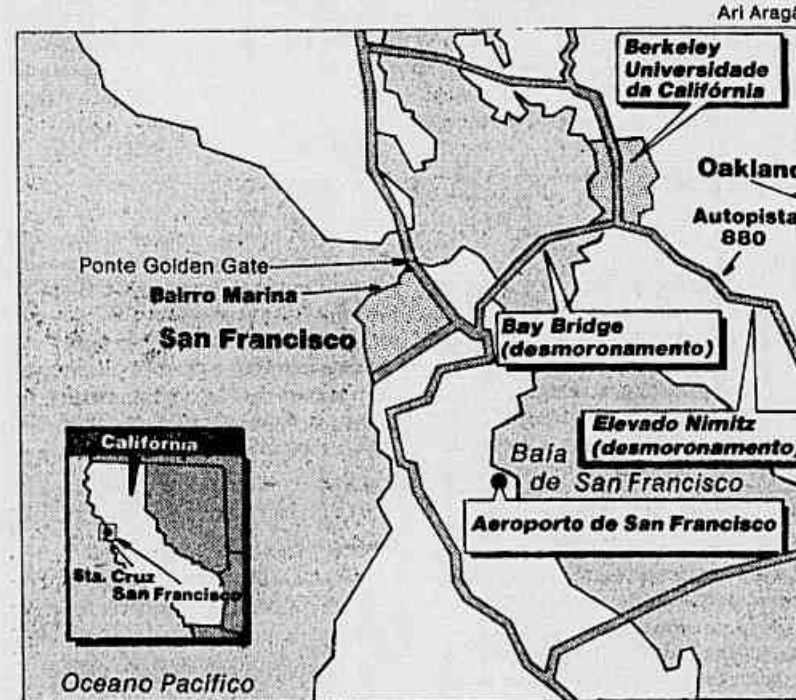 Ari Aragã
Berkeley
Universidade
da Califórnia
Oakland
Autopista
880
Ponte Golden Gate
Bairro Marina
San Francisco
Bay Bridge
(desmoronamento)
Elevado Nimitz
(desmoronamento)
Baía
de San Francisco
Aeroporto de San Francisco
Califórnia
Sta. Cruz
San Francisco
Oceano Pacífico